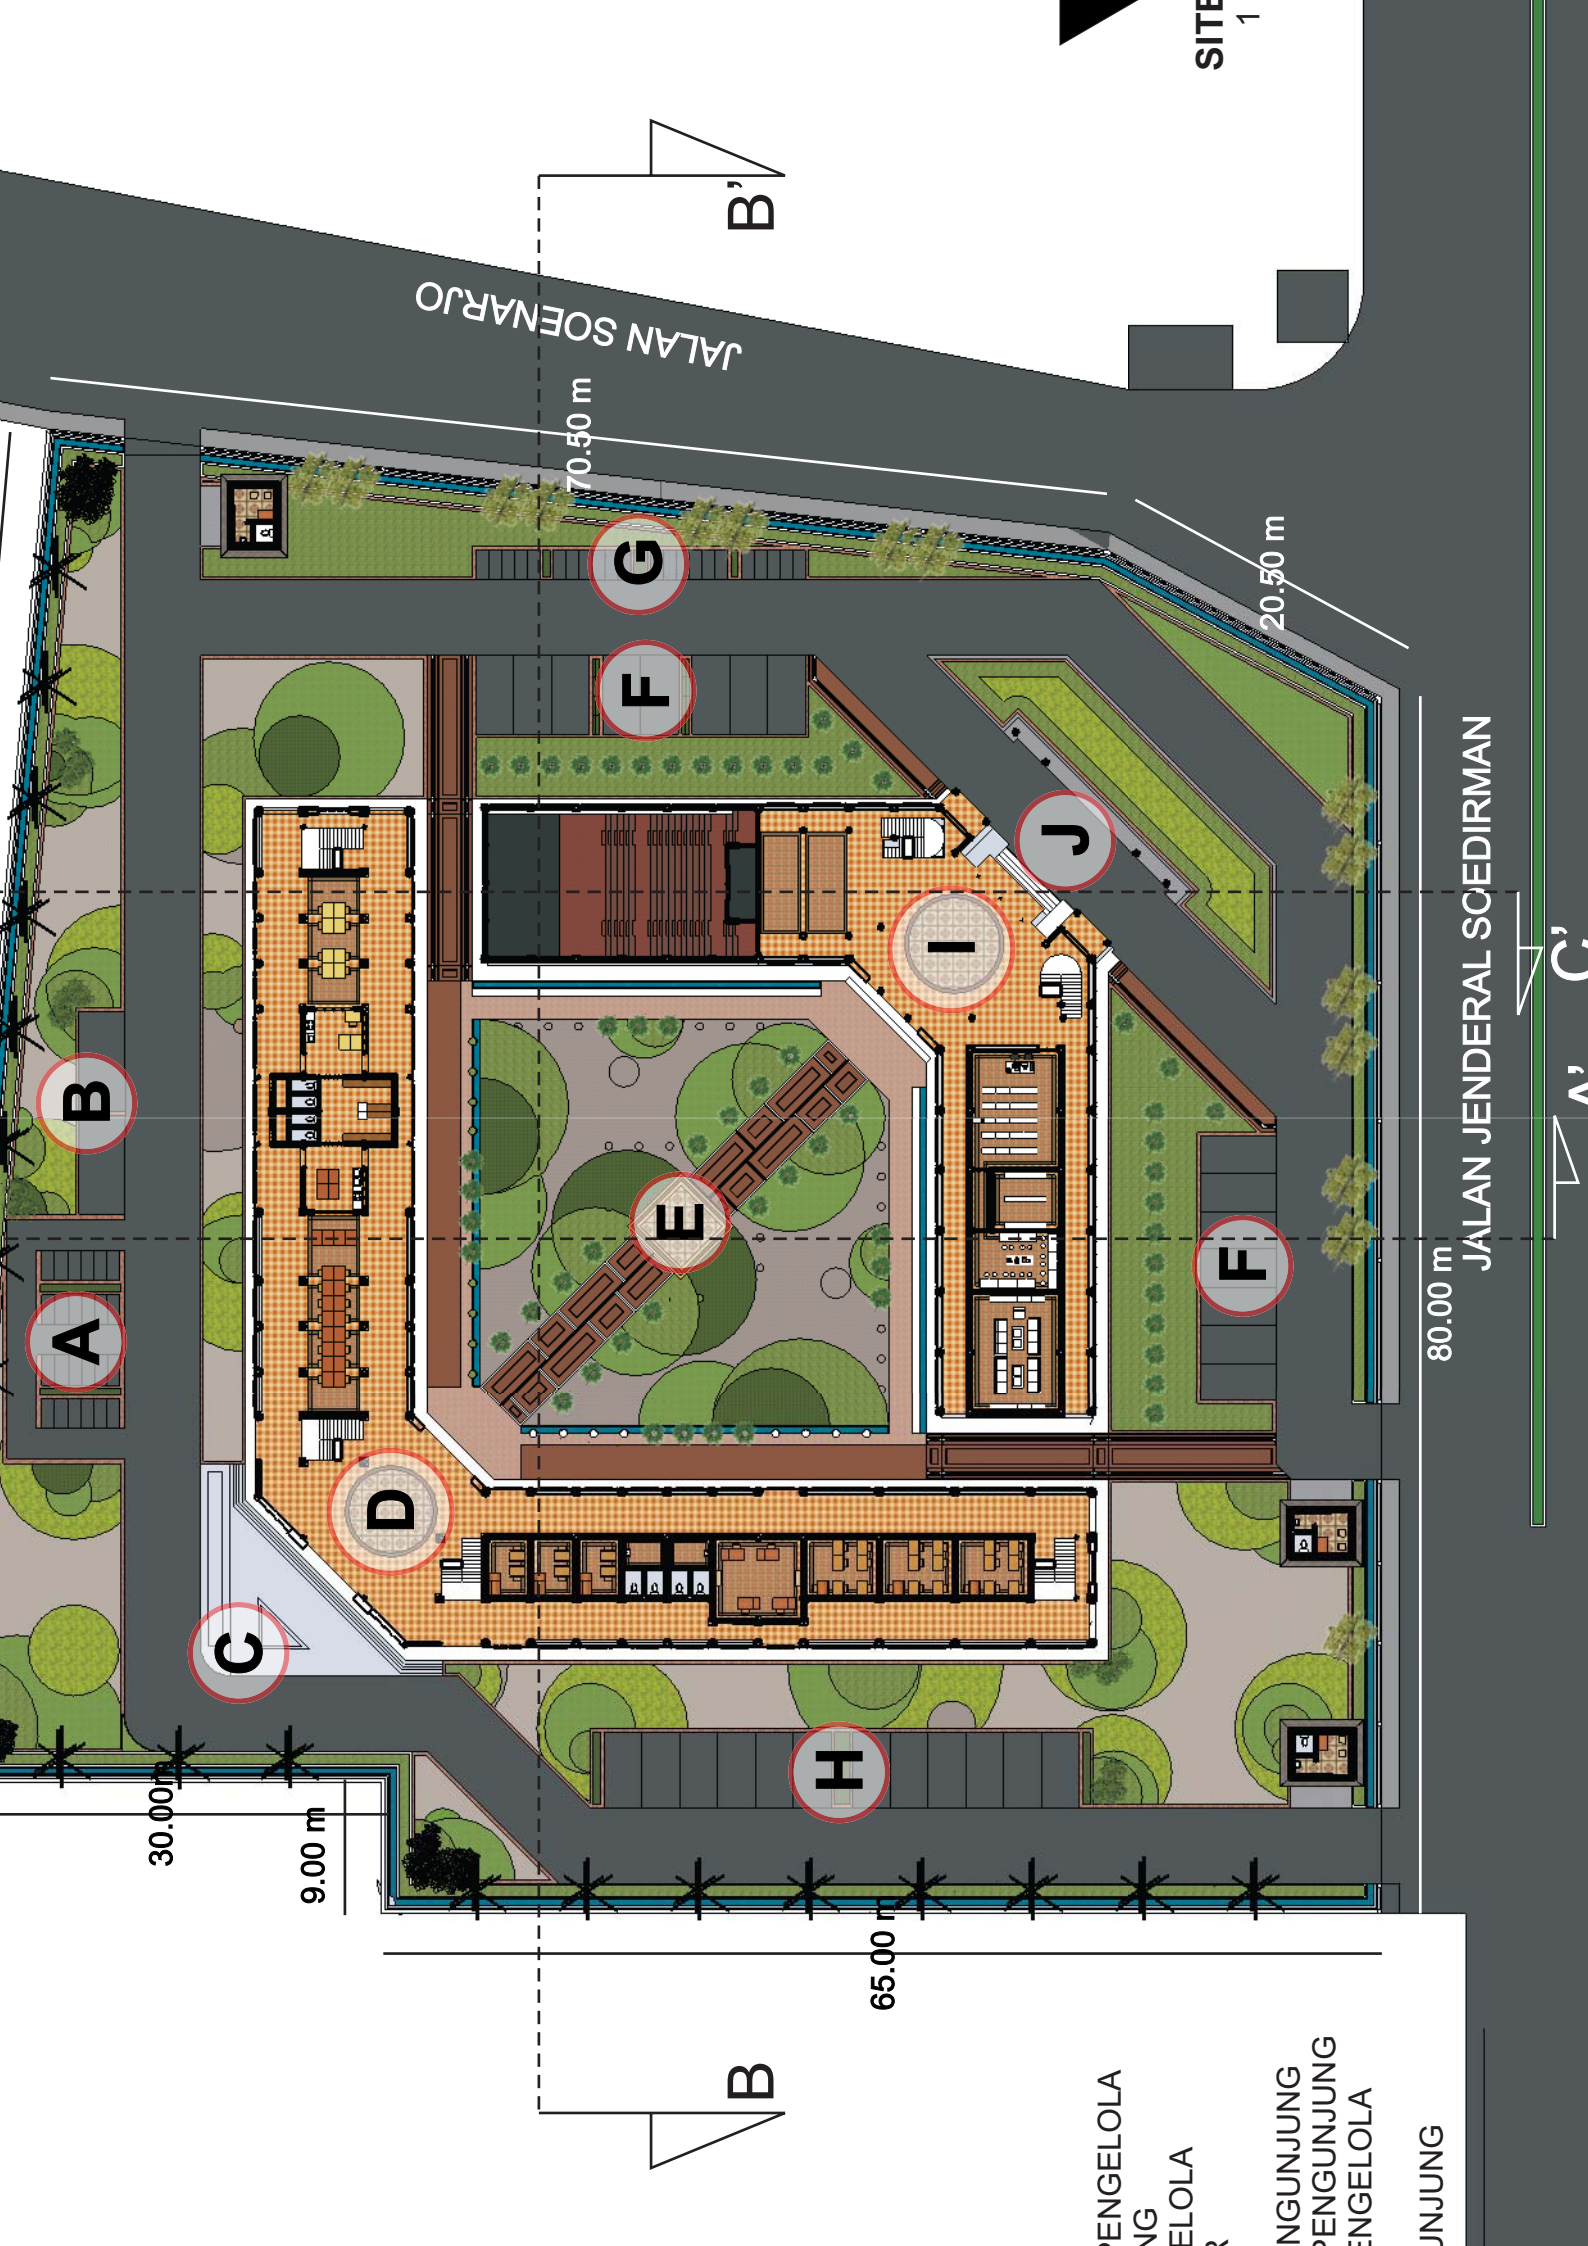 SITE
1
B'
JALAN SOENARJO
70.50 m
20.50 m
G
F
J
I
B
A
E
F
D
C
H
JALAN JENDERAL SOEDIRMAN
80.00 m
C'
A'
30.00m
9.00 m
65.00 m
B
PENGELOLA
NG
ELOLA
R
NGUNJUNG
PENGUNJUNG
ENGELOLA
UNJUNG